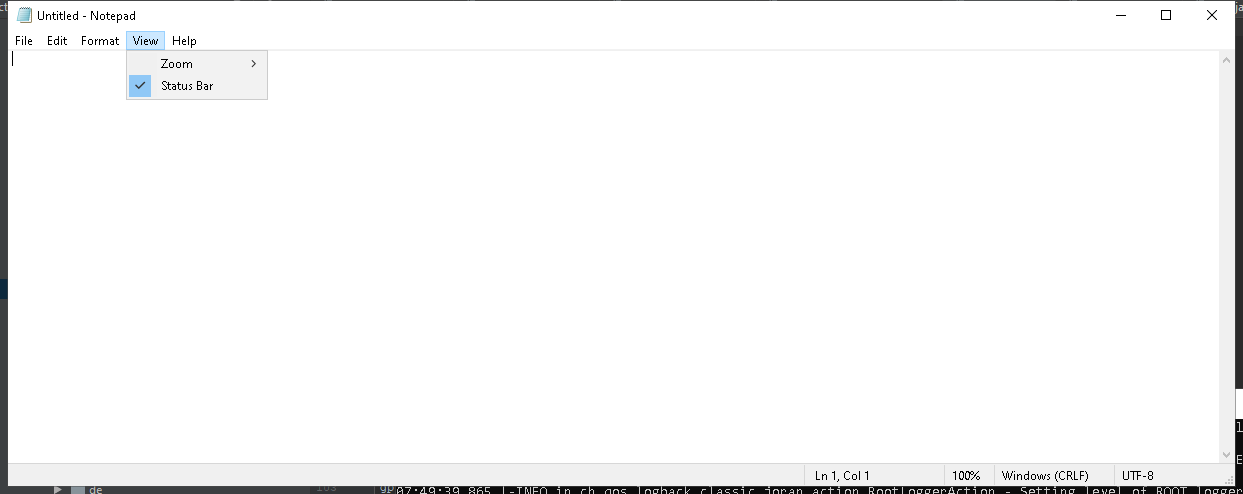 Untitled - Notepad
File Edit Format View Help
Zoom
Status Bar
Ln 1, Col 1 100% Windows (CRLF) UTF-8
de
07:49:39,865 |-INFO in ch.qos.logback.classic.joran.action.RootLoggerAction - Setting level of ROOT logger